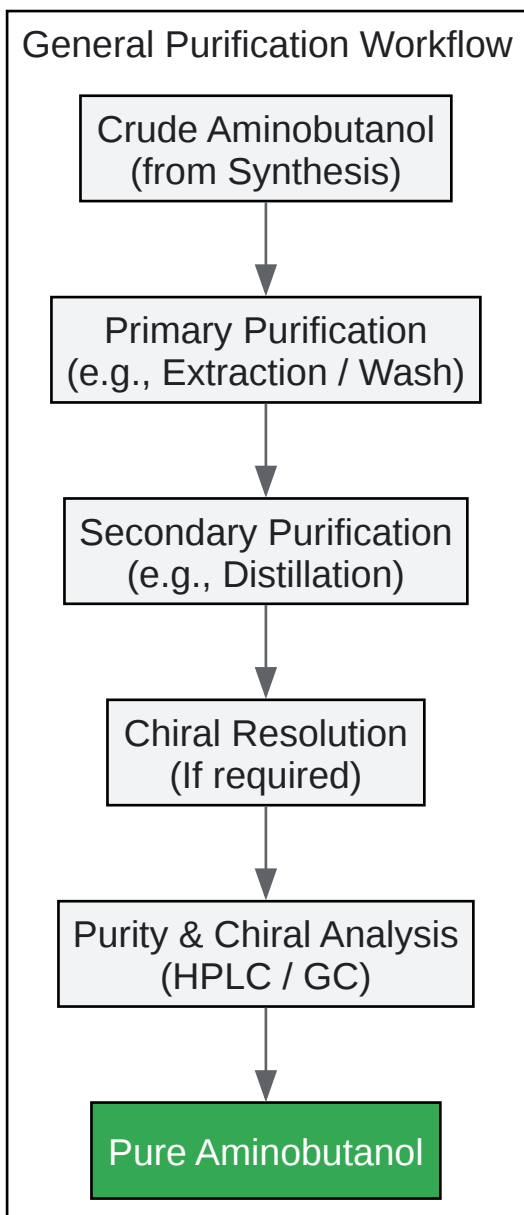 General Purification Workflow
Crude Aminobutanol
(from Synthesis)
Primary Purification
(e.g., Extraction / Wash)
Secondary Purification
(e.g., Distillation)
Chiral Resolution
(If required)
Purity & Chiral Analysis
(HPLC / GC)
Pure Aminobutanol